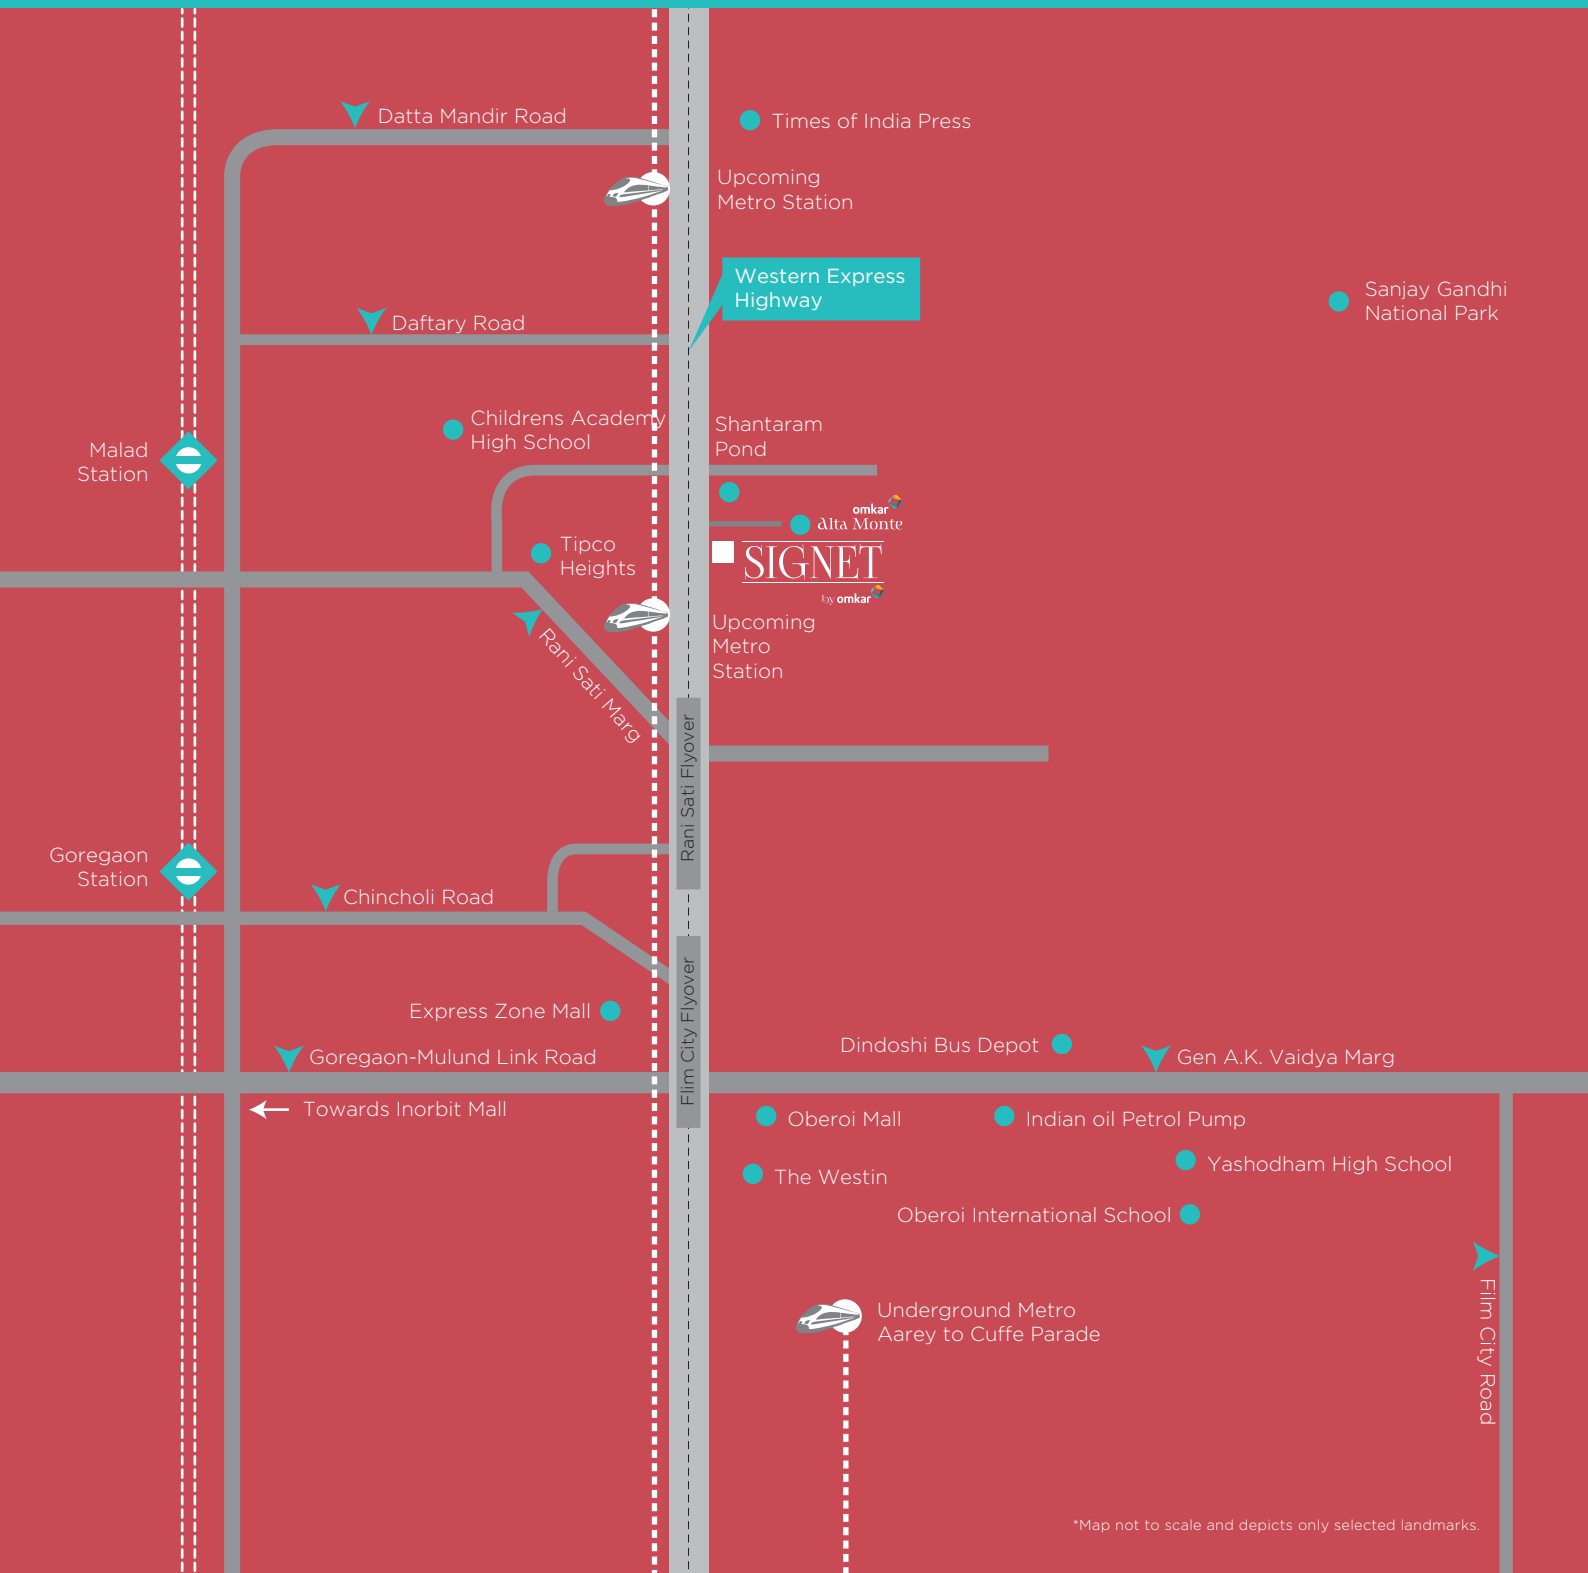 Datta Mandir Road
Times of India Press
Upcoming
Metro Station
Western Express
Highway
Sanjay Gandhi
National Park
Daftary Road
Childrens Academy
High School
Shantaram
Pond
Malad
Station
omkar
Alta Monte
SIGNET
by omkar
Tipco
Heights
Upcoming
Metro
Station
Rani Sati Marg
Rani Sati Flyover
Goregaon
Station
Chincholi Road
Flim City Flyover
Express Zone Mall
Dindoshi Bus Depot
Goregaon-Mulund Link Road
Gen A.K. Vaidya Marg
Towards Inorbit Mall
Oberoi Mall
Indian oil Petrol Pump
The Westin
Yashodham High School
Oberoi International School
Film City Road
Underground Metro
Aarey to Cuffe Parade
*Map not to scale and depicts only selected landmarks.